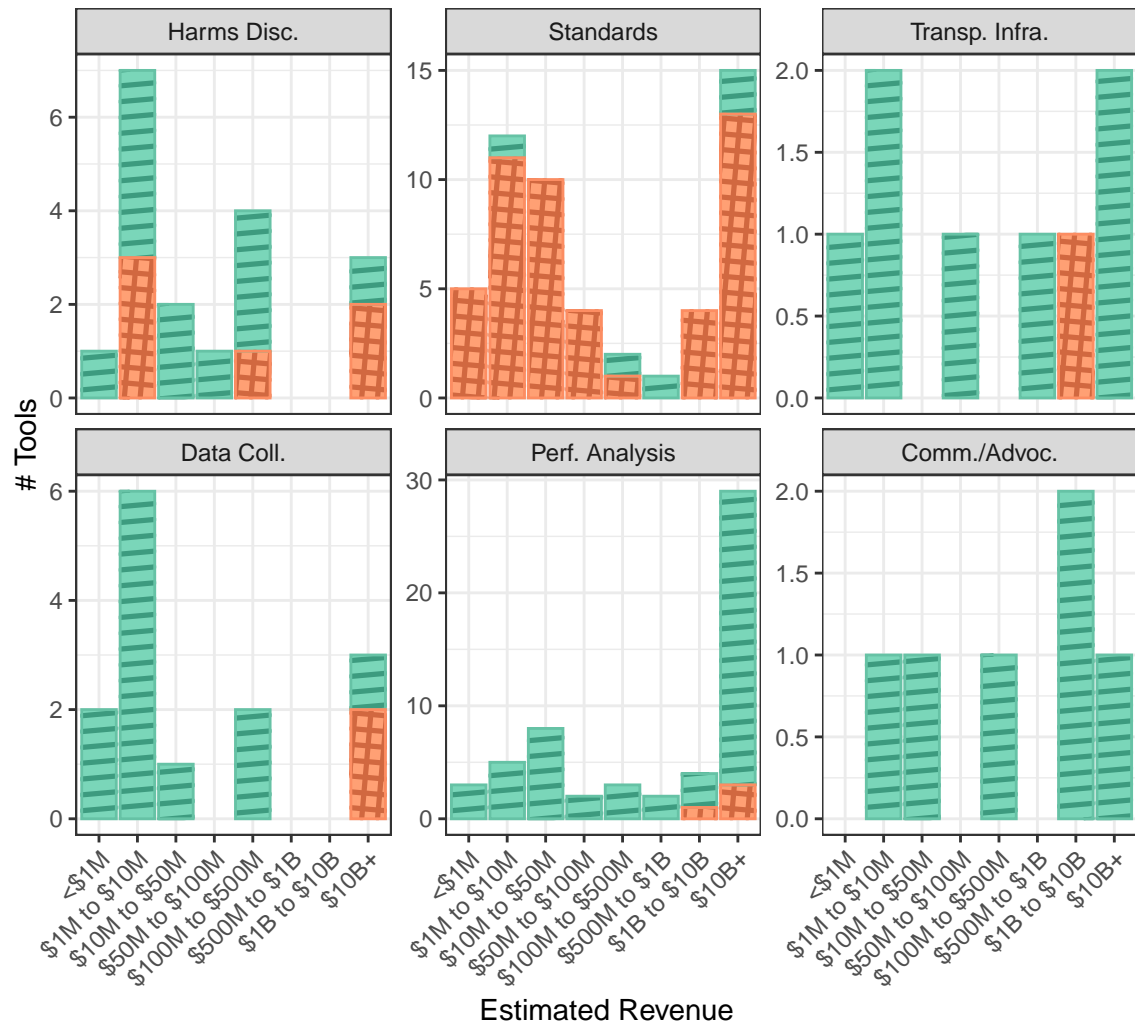 Harms Disc.
Standards
Transp. Infra.
6
4
2
0
15
10
5
0
2.0
1.5
1.0
0.5
0.0
# Tools
Data Coll.
Perf. Analysis
Comm./Advoc.
6
4
2
0
30
20
10
0
2.0
1.5
1.0
0.5
0.0
<$1M
$1M to $10M
$10M to $50M
$50M to $100M
$100M to $500M
$500M to $1B
$1B to $10B
$10B+
<$1M
$1M to $10M
$10M to $50M
$50M to $100M
$100M to $500M
$500M to $1B
$1B to $10B
$10B+
<$1M
$1M to $10M
$10M to $50M
$50M to $100M
$100M to $500M
$500M to $1B
$1B to $10B
$10B+
Estimated Revenue